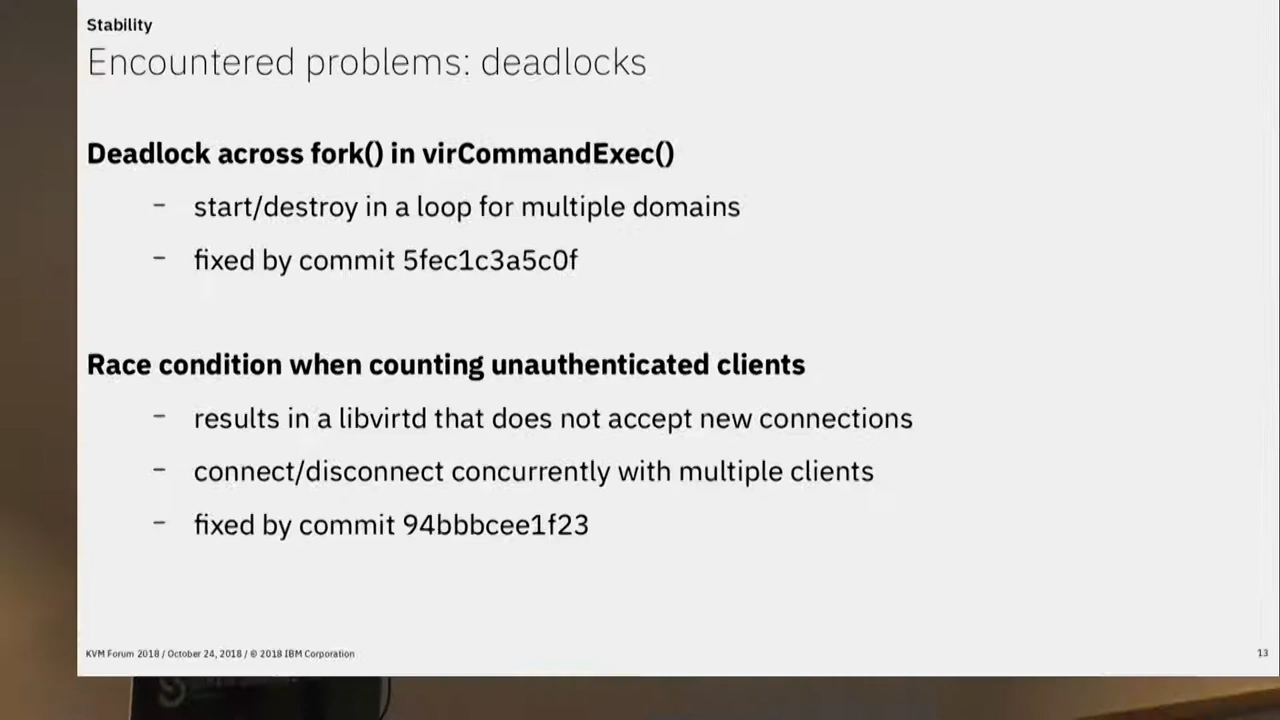 Stability
Encountered problems: deadlocks
Deadlock across fork() in virCommandExec()
– start/destroy in a loop for multiple domains
– fixed by commit 5fec1c3a5c0f
Race condition when counting unauthenticated clients
– results in a libvirtd that does not accept new connections
– connect/disconnect concurrently with multiple clients
– fixed by commit 94bbbcee1f23
KVM Forum 2018 / October 24, 2018 / © 2018 IBM Corporation
13